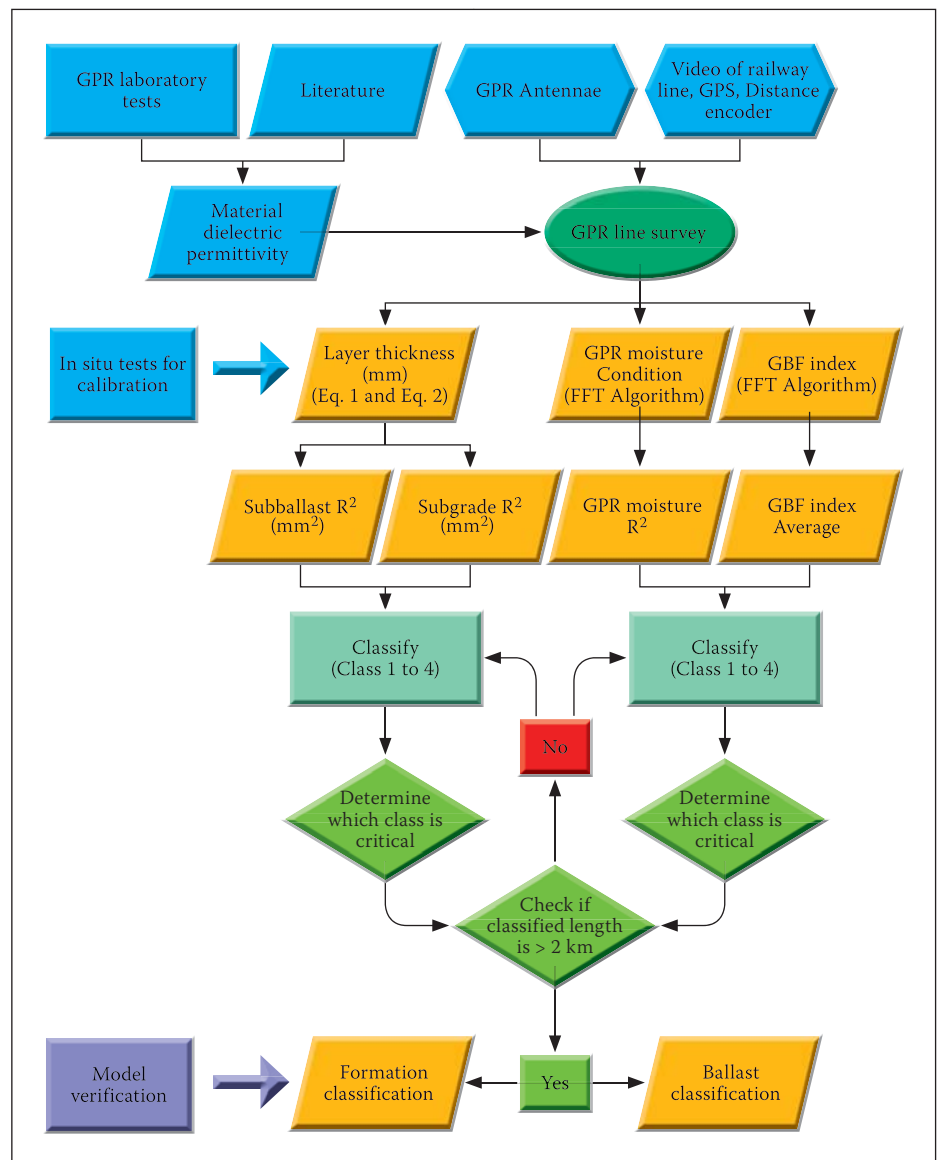 GPR laboratory
tests
Literature
GPR Antennae
Video of railway
line, GPS, Distance
encoder
Material
dielectric
permittivity
GPR line survey
In situ tests for
calibration
Layer thickness
(mm)
(Eq. 1 and Eq. 2)
GPR moisture
Condition
(FFT Algorithm)
GBF index
(FFT Algorithm)
Subballast R²
(mm²)
Subgrade R²
(mm²)
GPR moisture
R²
GBF index
Average
Classify
(Class 1 to 4)
Classify
(Class 1 to 4)
No
Determine
which class is
critical
Determine
which class is
critical
Check if
classified length
is > 2 km
Model
verification
Formation
classification
Yes
Ballast
classification